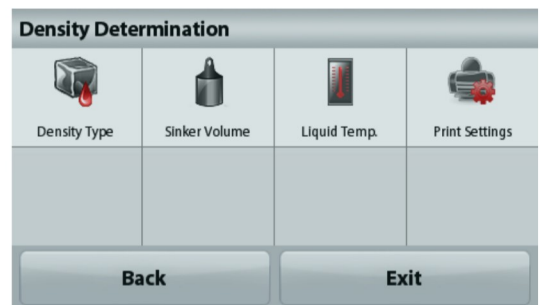 Density Determination
Density Type Sinker Volume Liquid Temp. Print Settings
Back Exit